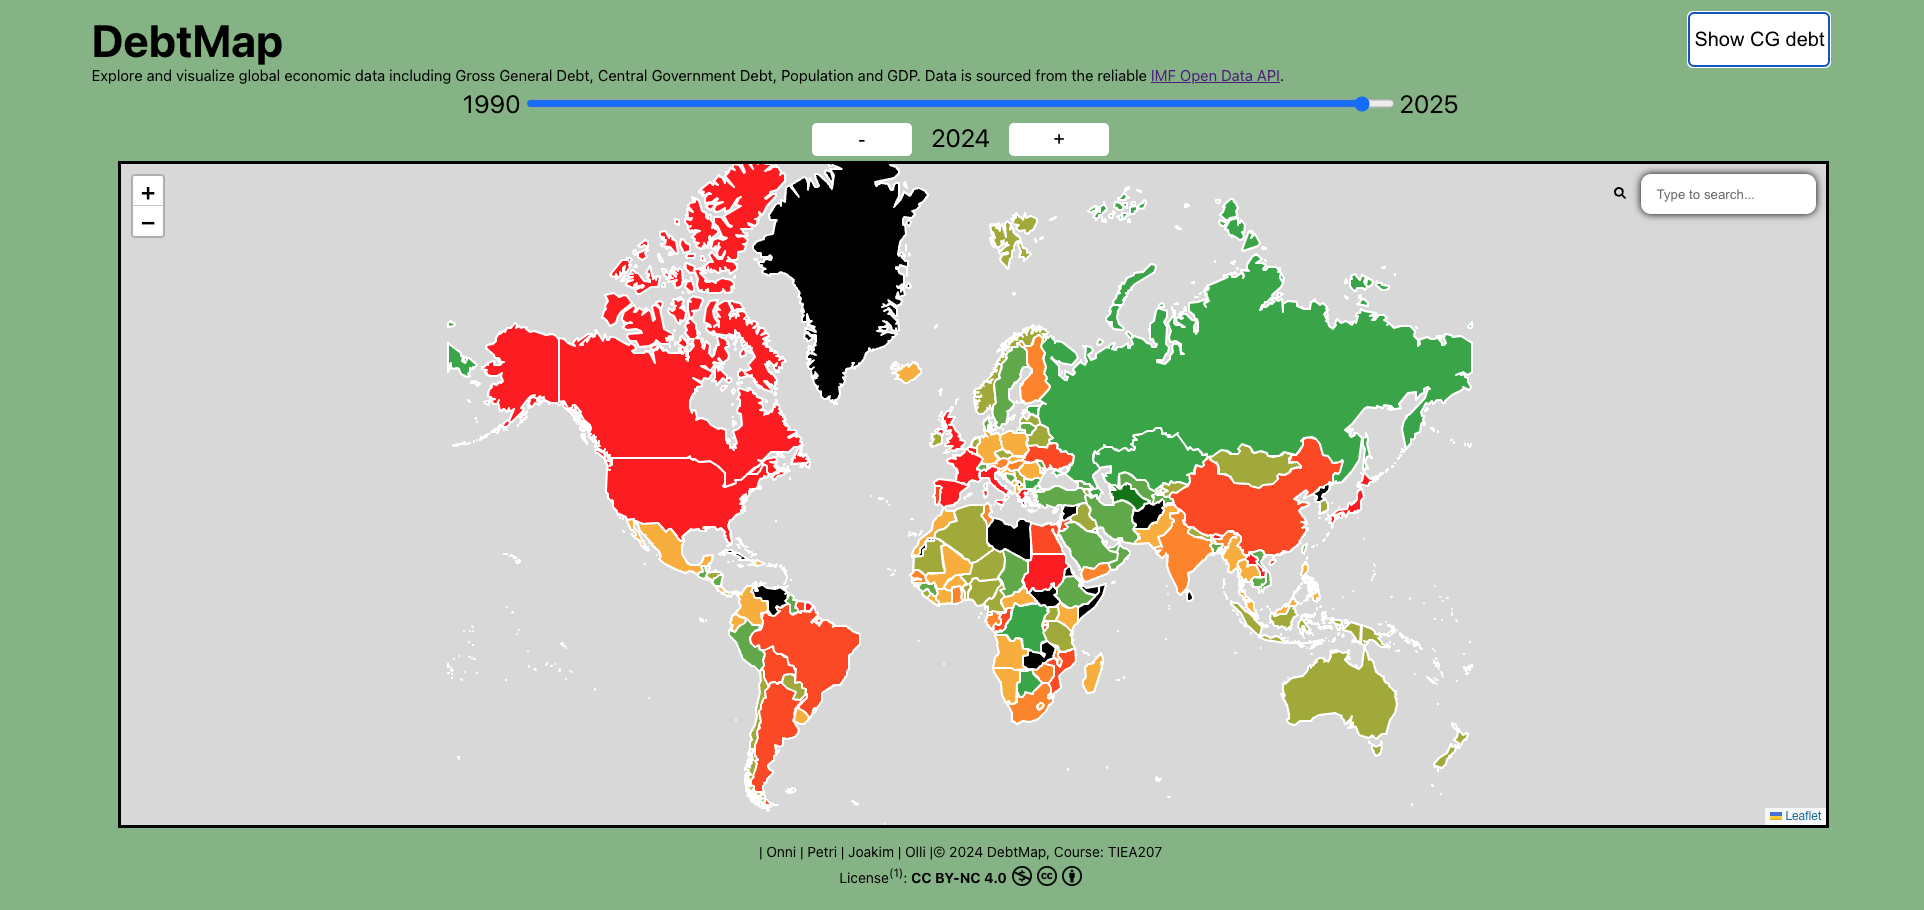 DebtMap
Show CG debt
Explore and visualize global economic data including Gross General Debt, Central Government Debt, Population and GDP. Data is sourced from the reliable IMF Open Data API.
1990 2025
- 2024 +
+
−
Type to search...
Leaflet
| Onni | Petri | Joakim | Olli |© 2024 DebtMap, Course: TIEA207
License(1): CC BY-NC 4.0